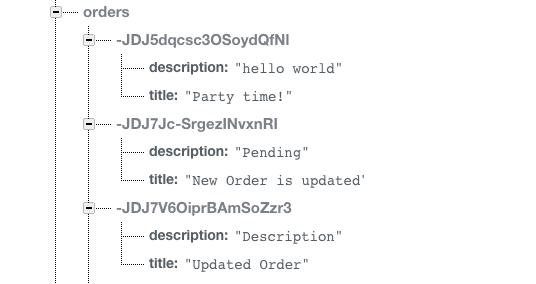 orders
-JDJ5dqcsc3OSoydQfNl
description: "hello world"
title: "Party time!"
-JDJ7Jc-SrgezINvxnRI
description: "Pending"
title: "New Order is updated'
-JDJ7V6OiprBAmSoZzr3
description: "Description"
title: "Updated Order"